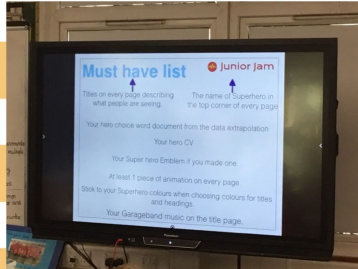 Must have list
Junior Jam
Titles on every page describing
what people are seeing.
The name of Superhero in
the top corner of every page
Your hero choice word document from the data extrapolation
Your hero CV
Your Super hero Emblem if you made one
At least 1 piece of animation on every page
Stick to your Superhero colours when choosing colours for titles
and headings.
Your Garageband music on the title page.